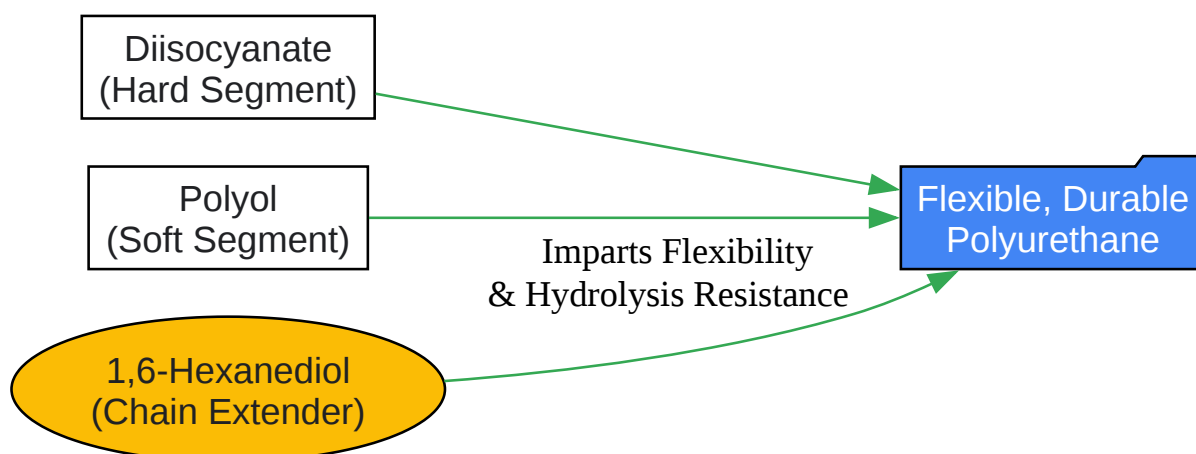 Diisocyanate
(Hard Segment)
Polyol
(Soft Segment)
Flexible, Durable
Polyurethane
Imparts Flexibility
& Hydrolysis Resistance
1,6-Hexanediol
(Chain Extender)